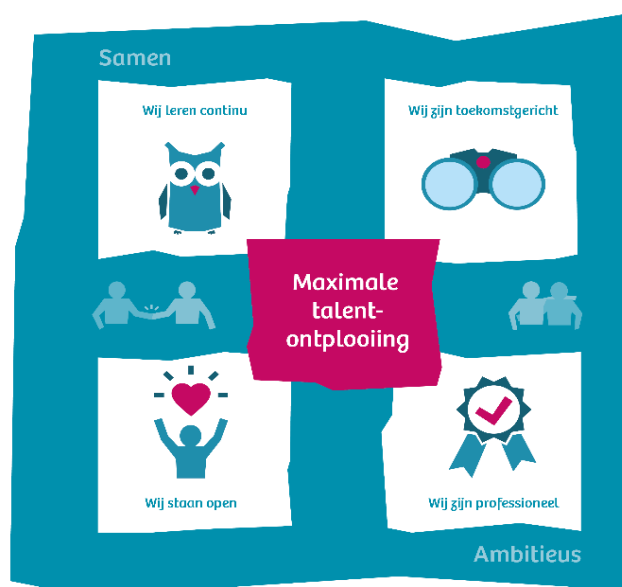 Samen
Wij leren continu
Wij zijn toekomstgericht
Maximale
talent-
ontplooiing
Wij staan open
Wij zijn professioneel
Ambitieus